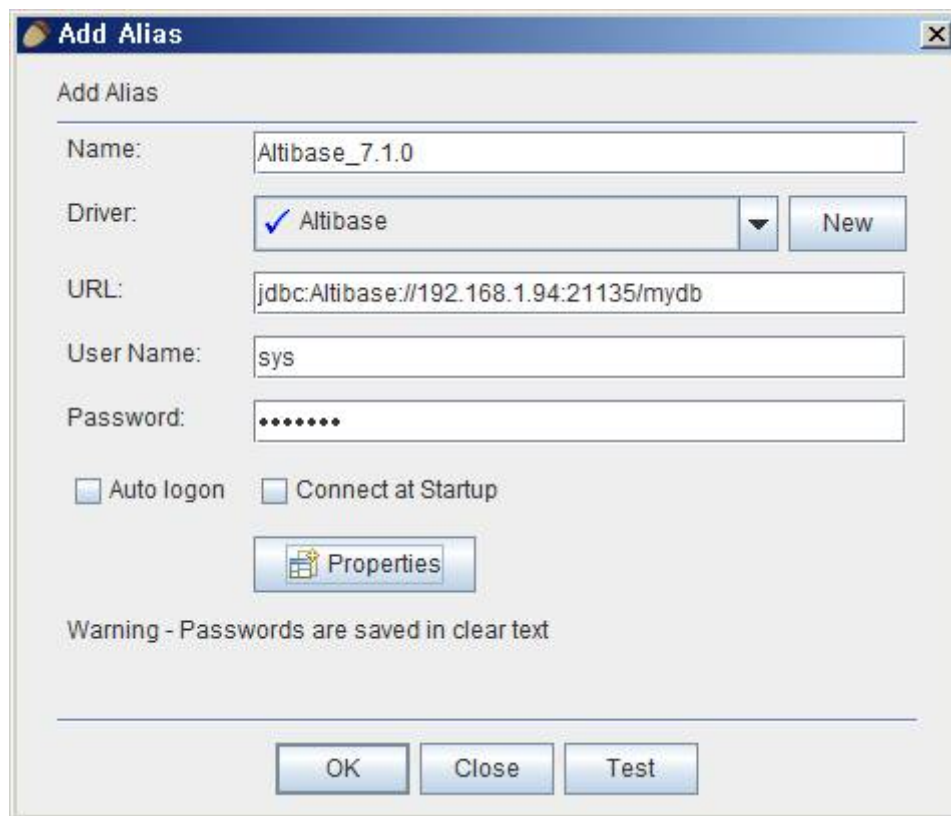 Add Alias
Add Alias
Name: Altibase_7.1.0
Driver: Altibase New
URL: jdbc:Altibase://192.168.1.94:21135/mydb
User Name: sys
Password: •••••••
Auto logon Connect at Startup
Properties
Warning - Passwords are saved in clear text
OK Close Test